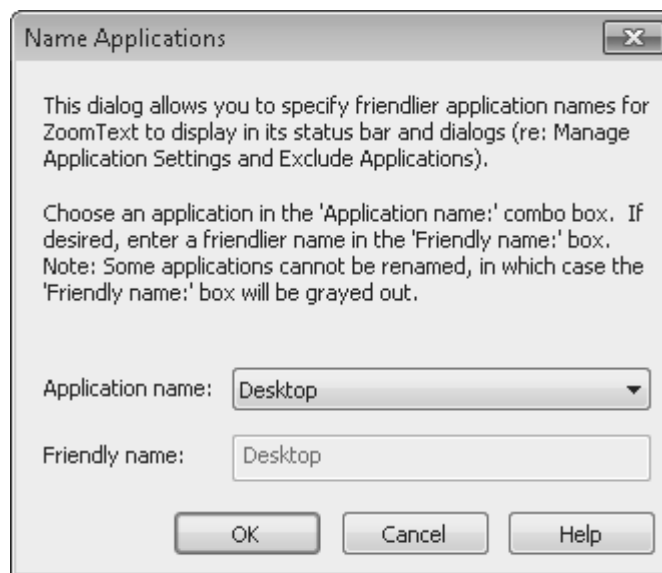 Name Applications
This dialog allows you to specify friendlier application names for
ZoomText to display in its status bar and dialogs (re: Manage
Application Settings and Exclude Applications).
Choose an application in the 'Application name:' combo box.  If
desired, enter a friendlier name in the 'Friendly name:' box.
Note: Some applications cannot be renamed, in which case the
'Friendly name:' box will be grayed out.
Application name: Desktop
Friendly name: Desktop
OK Cancel Help